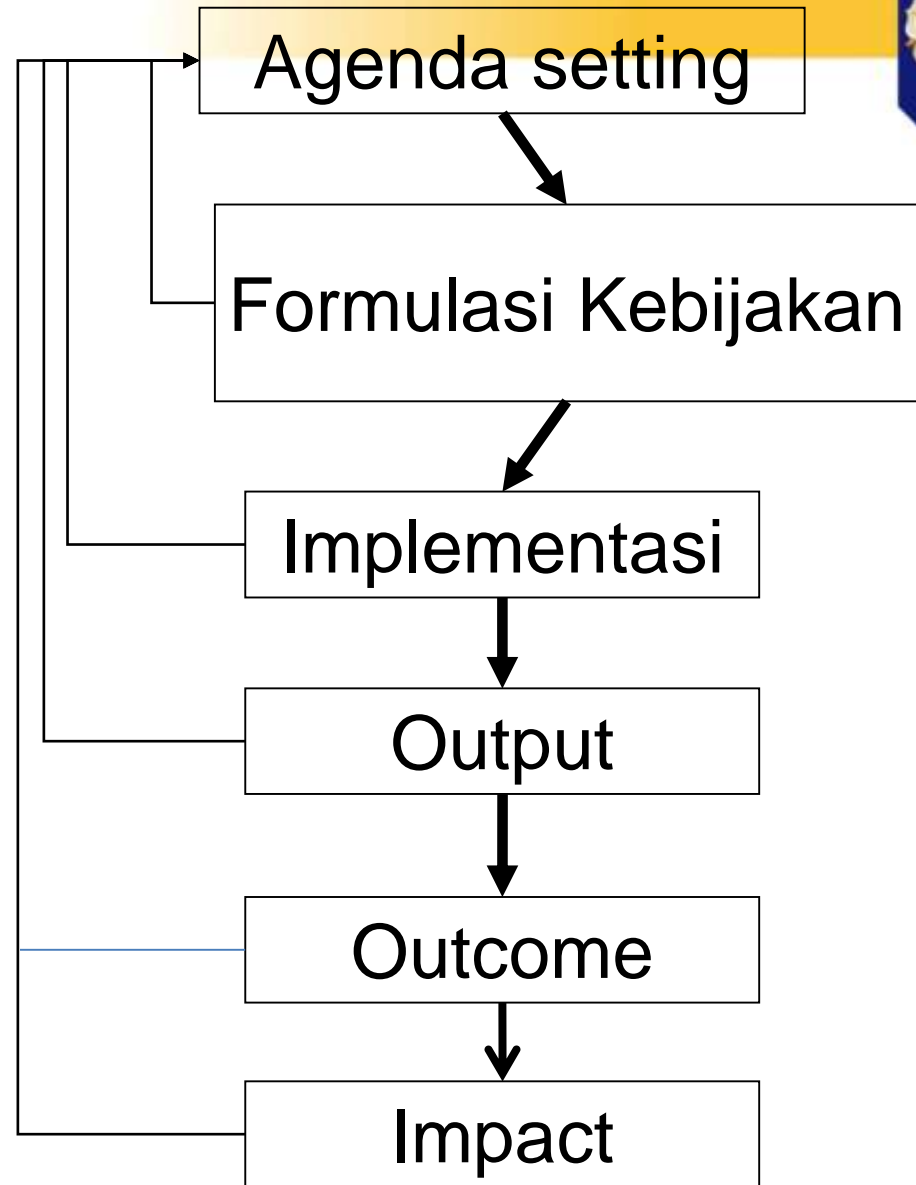 Agenda setting
Formulasi Kebijakan
Implementasi
Output
Outcome
Impact